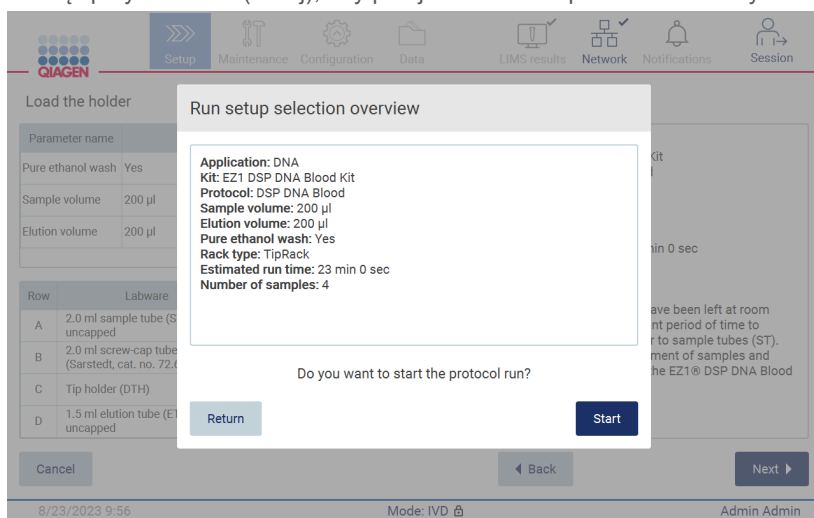 QIAGEN
Setup Maintenance Configuration Data LIMS results Network Notifications Session
Load the holder
Parameter name
Pure ethanol wash Yes
Sample volume 200 µl
Elution volume 200 µl
Run setup selection overview
Application: DNA
Kit: EZ1 DSP DNA Blood Kit
Protocol: DSP DNA Blood
Sample volume: 200 µl
Elution volume: 200 µl
Pure ethanol wash: Yes
Rack type: TipRack
Estimated run time: 23 min 0 sec
Number of samples: 4
Do you want to start the protocol run?
Return Start
Row Labware
A 2.0 ml sample tube (S
uncapped
B 2.0 ml screw-cap tube
(Sarstedt, cat. no. 72.6
C Tip holder (DTH)
D 1.5 ml elution tube (ET
uncapped
Kit
min 0 sec
ave been left at room
nt period of time to
r to sample tubes (ST).
ment of samples and
he EZ1® DSP DNA Blood
Cancel Back Next
8/23/2023 9:56 Mode: IVD Admin Admin